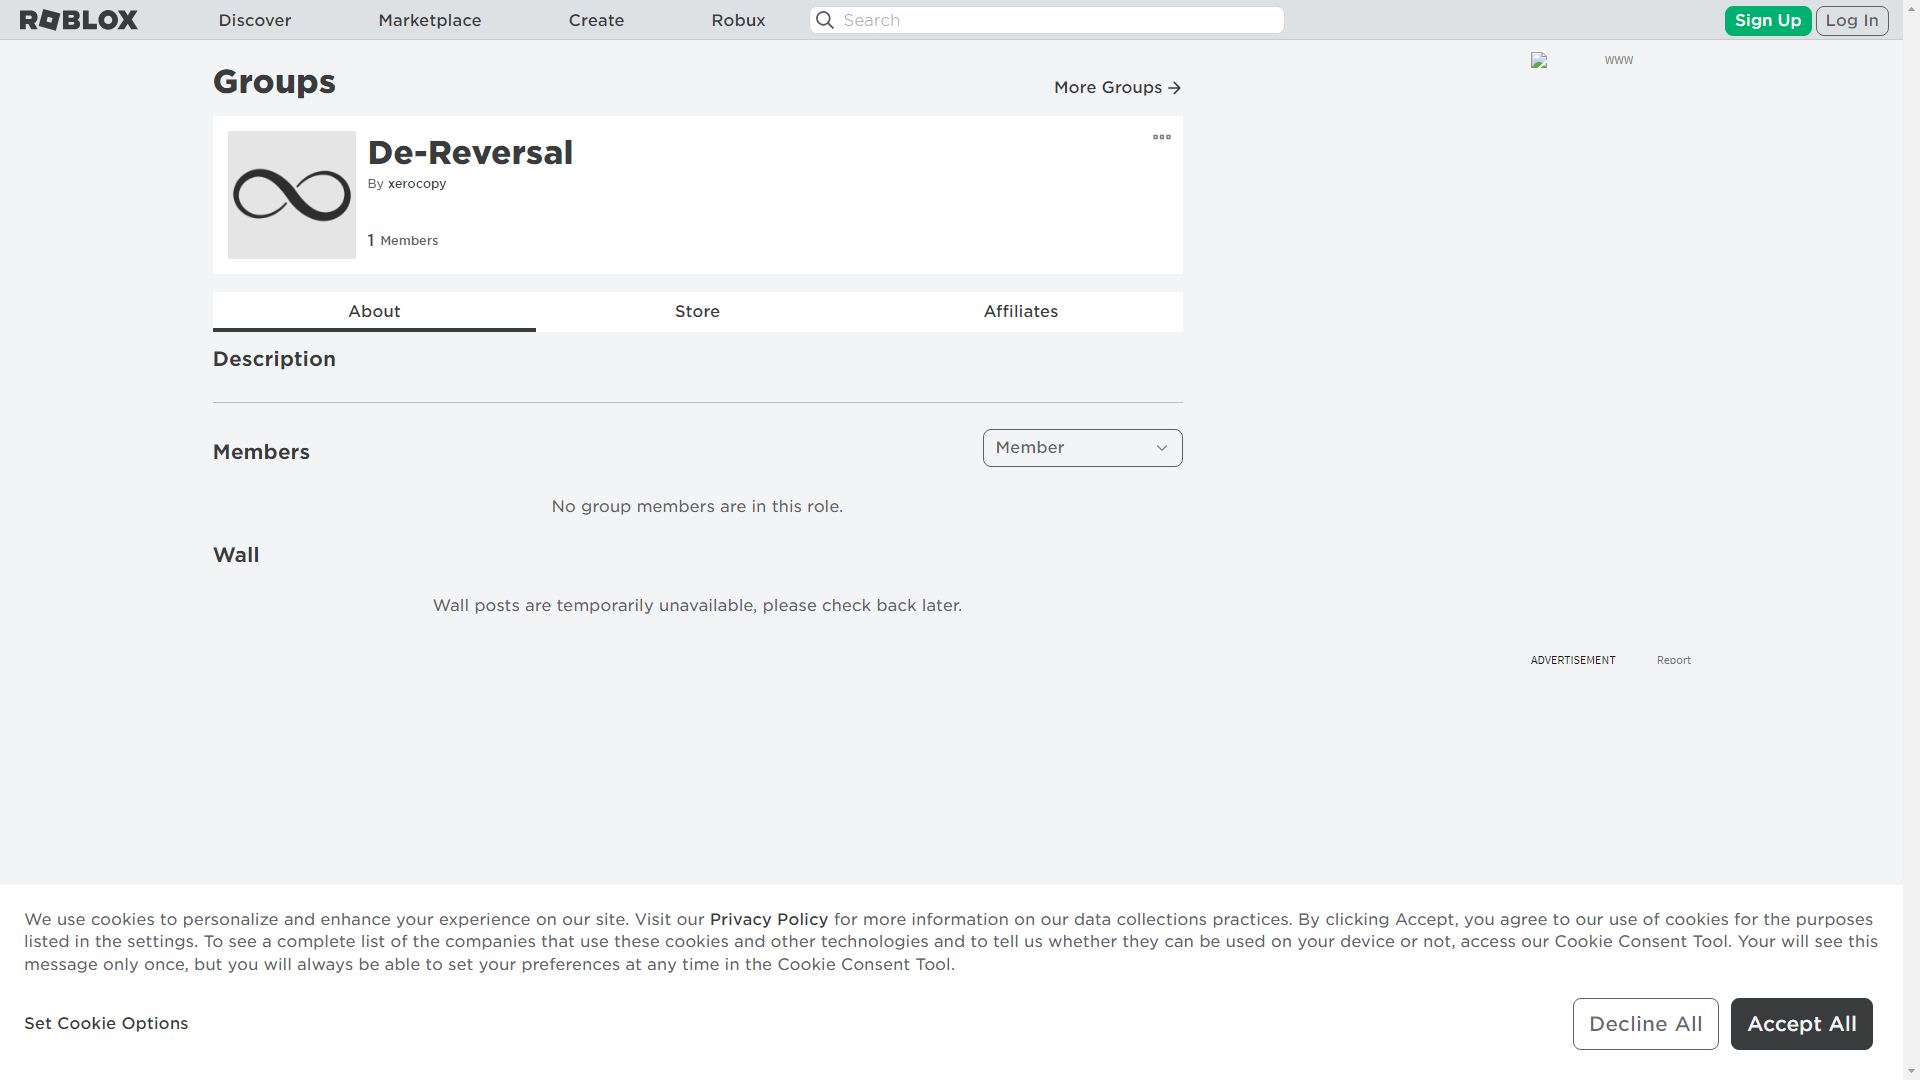 ROBLOX
Discover
Marketplace
Create
Robux
Search
Sign Up
Log In
www
Groups
More Groups
De-Reversal
By xerocopy
1 Members
About
Store
Affiliates
Description
Members
Member
No group members are in this role.
Wall
Wall posts are temporarily unavailable, please check back later.
ADVERTISEMENT
Report
We use cookies to personalize and enhance your experience on our site. Visit our Privacy Policy for more information on our data collections practices. By clicking Accept, you agree to our use of cookies for the purposes
listed in the settings. To see a complete list of the companies that use these cookies and other technologies and to tell us whether they can be used on your device or not, access our Cookie Consent Tool. Your will see this
message only once, but you will always be able to set your preferences at any time in the Cookie Consent Tool.
Set Cookie Options
Decline All
Accept All